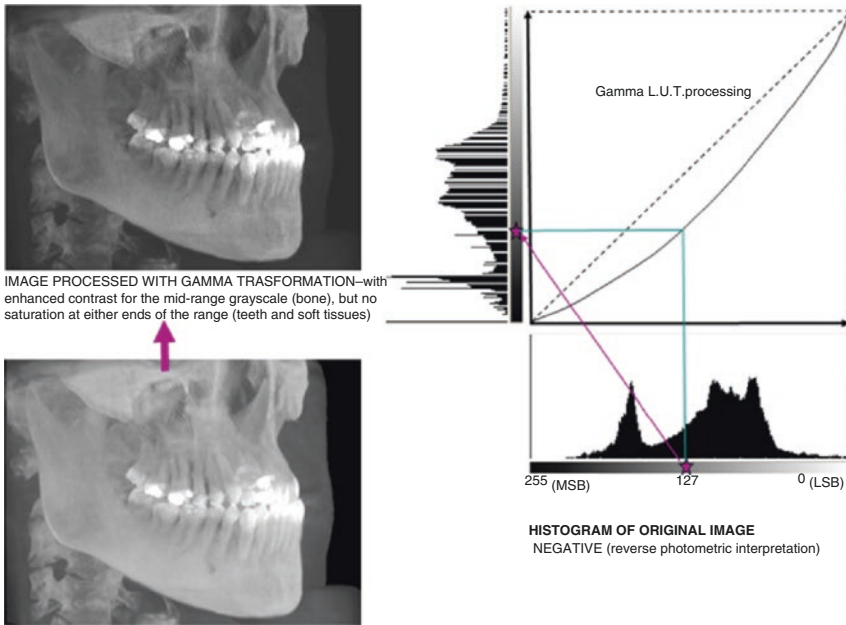 Gamma L.U.T.processing
IMAGE PROCESSED WITH GAMMA TRASFORMATION–with
enhanced contrast for the mid-range grayscale (bone), but no
saturation at either ends of the range (teeth and soft tissues)
255 (MSB) 127 0 (LSB)
HISTOGRAM OF ORIGINAL IMAGE
NEGATIVE (reverse photometric interpretation)